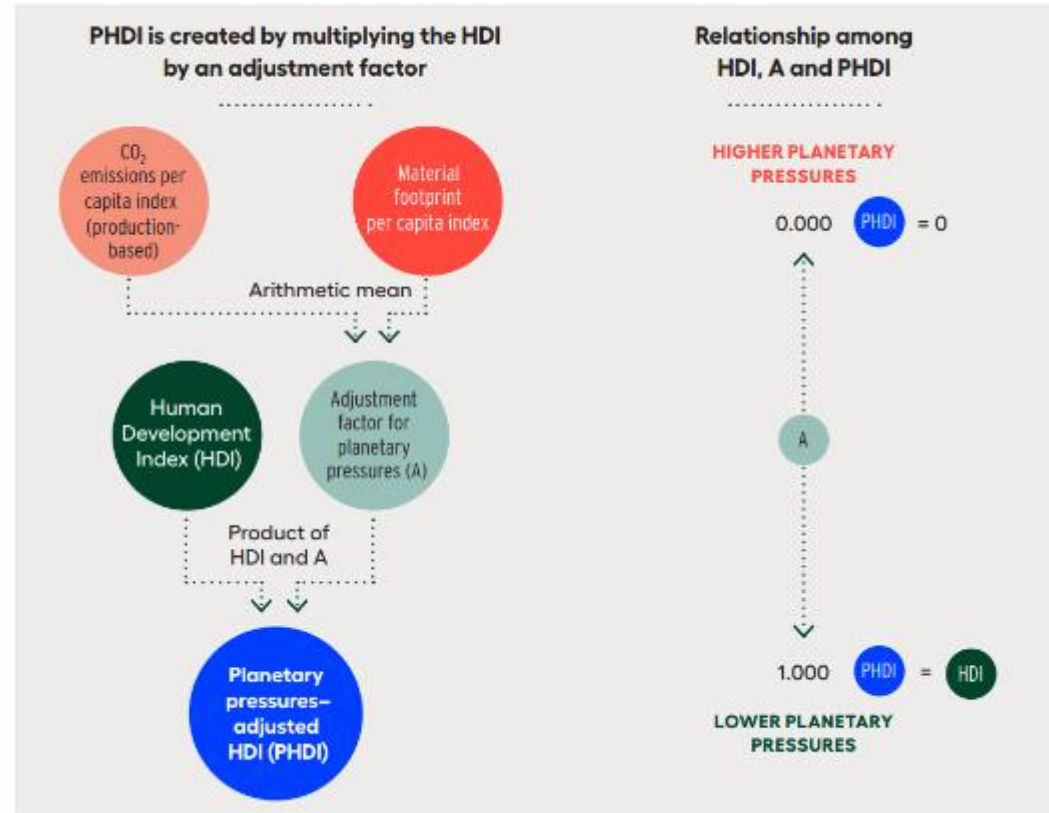 PHDI is created by multiplying the HDI
by an adjustment factor
CO₂
emissions per
capita index
(production-
based)
Material
footprint
per capita index
Arithmetic mean
Human
Development
Index (HDI)
Adjustment
factor for
planetary
pressures (A)
Product of
HDI and A
Planetary
pressures–
adjusted
HDI (PHDI)
Relationship among
HDI, A and PHDI
HIGHER PLANETARY
PRESSURES
0.000 PHDI = 0
A
1.000 PHDI = HDI
LOWER PLANETARY
PRESSURES